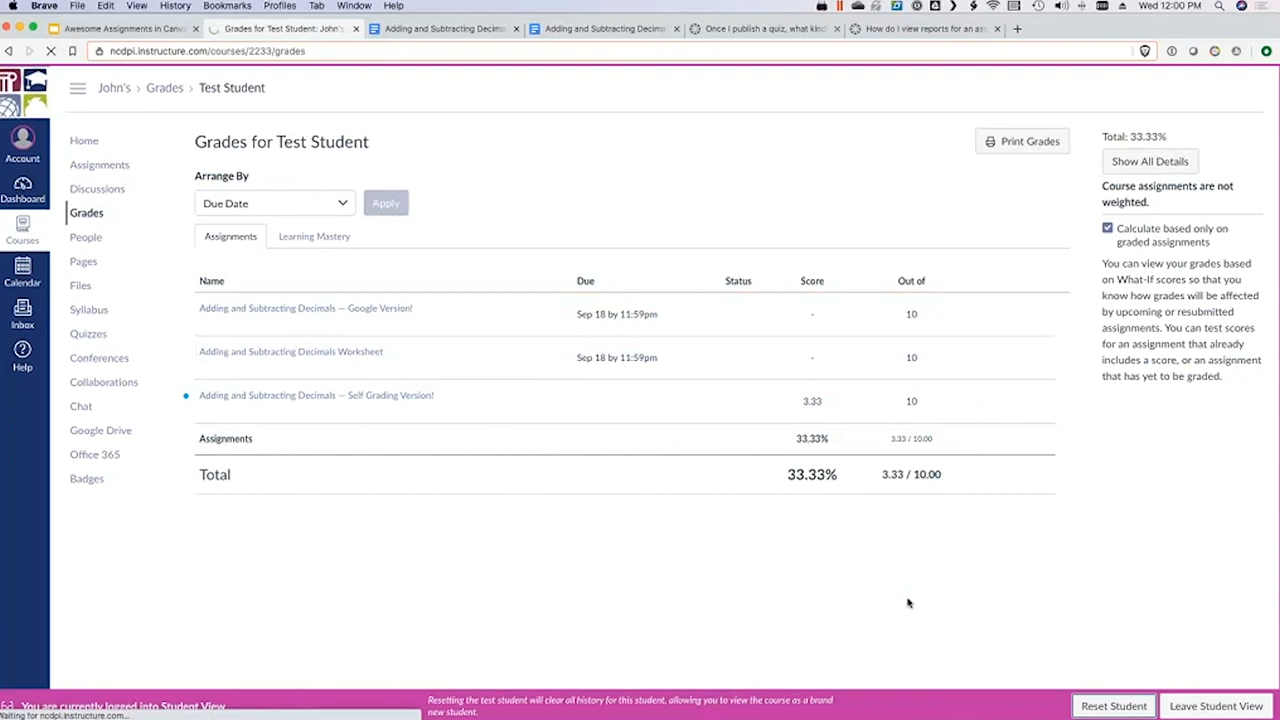 Brave File Edit View History Bookmarks Profiles Tab Window Help Wed 12:00 PM
Awesome Assignments in Canv × Grades for Test Student: John's × Adding and Subtracting Decima × Adding and Subtracting Decima × Once I publish a quiz, what kind × How do I view reports for an as × +
ncdpi.instructure.com/courses/2233/grades
John's › Grades › Test Student
Account
Dashboard
Courses
Calendar
Inbox
Help
Home
Assignments
Discussions
Grades
People
Pages
Files
Syllabus
Quizzes
Conferences
Collaborations
Chat
Google Drive
Office 365
Badges
Grades for Test Student
Print Grades
Arrange By
Due Date
Apply
Assignments Learning Mastery
Name Due Status Score Out of
Adding and Subtracting Decimals — Google Version! Sep 18 by 11:59pm - 10
Adding and Subtracting Decimals Worksheet Sep 18 by 11:59pm - 10
Adding and Subtracting Decimals — Self Grading Version! 3.33 10
Assignments 33.33% 3.33 / 10.00
Total 33.33% 3.33 / 10.00
Total: 33.33%
Show All Details
Course assignments are not
weighted.
Calculate based only on
graded assignments
You can view your grades based
on What-If scores so that you
know how grades will be affected
by upcoming or resubmitted
assignments. You can test scores
for an assignment that already
includes a score, or an assignment
that has yet to be graded.
You are currently logged into Student View
Waiting for ncdpi.instructure.com...
Resetting the test student will clear all history for this student, allowing you to view the course as a brand
new student.
Reset Student
Leave Student View